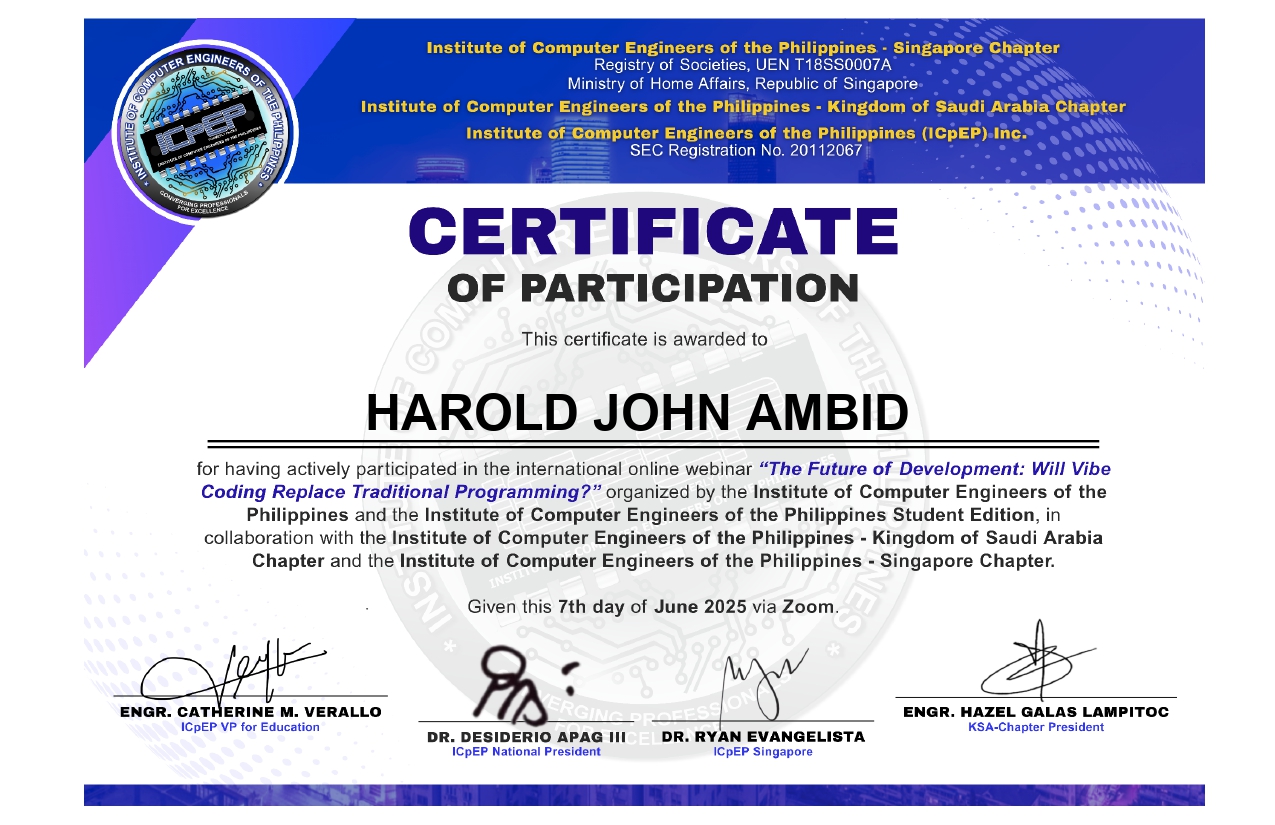 Institute of Computer Engineers of the Philippines - Singapore Chapter
Registry of Societies, UEN T18SS0007A
Ministry of Home Affairs, Republic of Singapore
Institute of Computer Engineers of the Philippines - Kingdom of Saudi Arabia Chapter
Institute of Computer Engineers of the Philippines (ICpEP) Inc.
SEC Registration No. 20112067
INSTITUTE OF COMPUTER ENGINEERS OF THE PHILIPPINES
ICpEP
INSTITUTE OF COMPUTER ENGINEERS OF THE PHILIPPINES
CONVERGING PROFESSIONALS
FOR EXCELLENCE
CERTIFICATE
OF PARTICIPATION
This certificate is awarded to
HAROLD JOHN AMBID
for having actively participated in the international online webinar “The Future of Development: Will Vibe
Coding Replace Traditional Programming?” organized by the Institute of Computer Engineers of the
Philippines and the Institute of Computer Engineers of the Philippines Student Edition, in
collaboration with the Institute of Computer Engineers of the Philippines - Kingdom of Saudi Arabia
Chapter and the Institute of Computer Engineers of the Philippines - Singapore Chapter.
Given this 7th day of June 2025 via Zoom.
ENGR. CATHERINE M. VERALLO
ICpEP VP for Education
DR. DESIDERIO APAG III
ICpEP National President
DR. RYAN EVANGELISTA
ICpEP Singapore
ENGR. HAZEL GALAS LAMPITOC
KSA-Chapter President